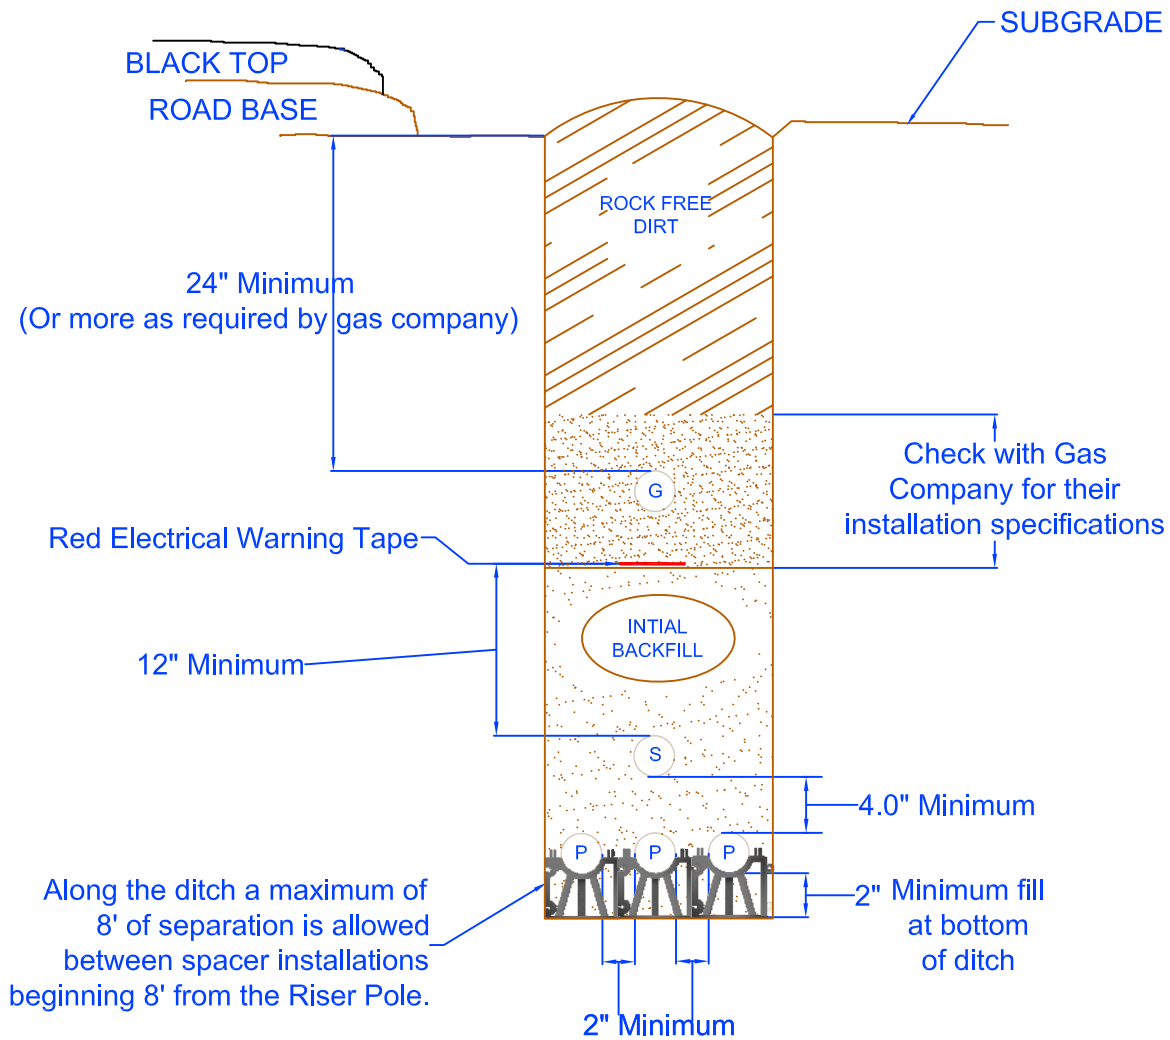 SUBGRADE
BLACK TOP
ROAD BASE
ROCK FREE
DIRT
24" Minimum
(Or more as required by gas company)
Check with Gas
Company for their
installation specifications
G
Red Electrical Warning Tape
INTIAL
BACKFILL
12" Minimum
S
4.0" Minimum
P
P
P
Along the ditch a maximum of
8' of separation is allowed
between spacer installations
beginning 8' from the Riser Pole.
2" Minimum fill
at bottom
of ditch
2" Minimum